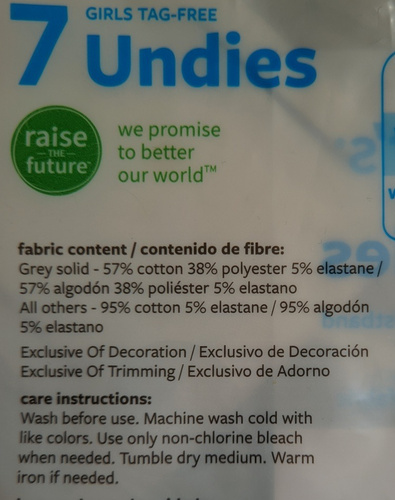 7 GIRLS TAG-FREE
Undies
raise
THE
future™
we promise
to better
our world™
fabric content / contenido de fibre:
Grey solid - 57% cotton 38% polyester 5% elastane /
57% algodón 38% poliéster 5% elastano
All others - 95% cotton 5% elastane / 95% algodón
5% elastano
Exclusive Of Decoration / Exclusivo de Decoración
Exclusive Of Trimming / Exclusivo de Adorno
care instructions:
Wash before use. Machine wash cold with
like colors. Use only non-chlorine bleach
when needed. Tumble dry medium. Warm
iron if needed.